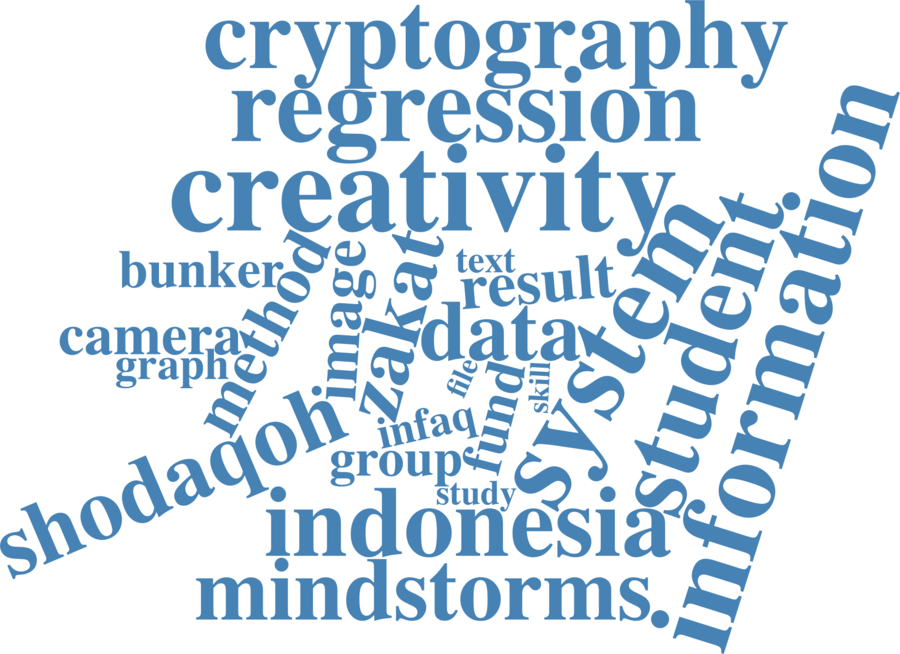 cryptography
regression
creativity
information
system
student
bunker
method
image
zakat
text
result
camera
data
graph
file
skill
fund
shodaqoh
infaq
group
study
indonesia
mindstorms